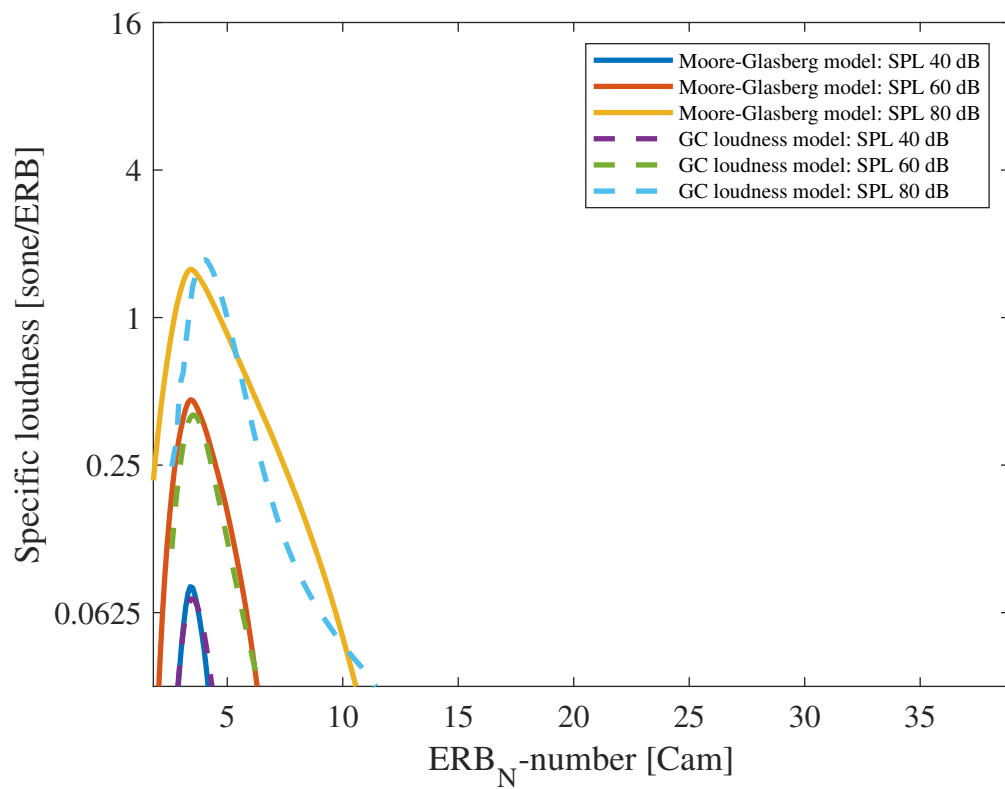 16
4
1
0.25
0.0625
Specific loudness [sone/ERB]
Moore-Glasberg model: SPL 40 dB
Moore-Glasberg model: SPL 60 dB
Moore-Glasberg model: SPL 80 dB
GC loudness model: SPL 40 dB
GC loudness model: SPL 60 dB
GC loudness model: SPL 80 dB
5 10 15 20 25 30 35
ERB_N-number [Cam]